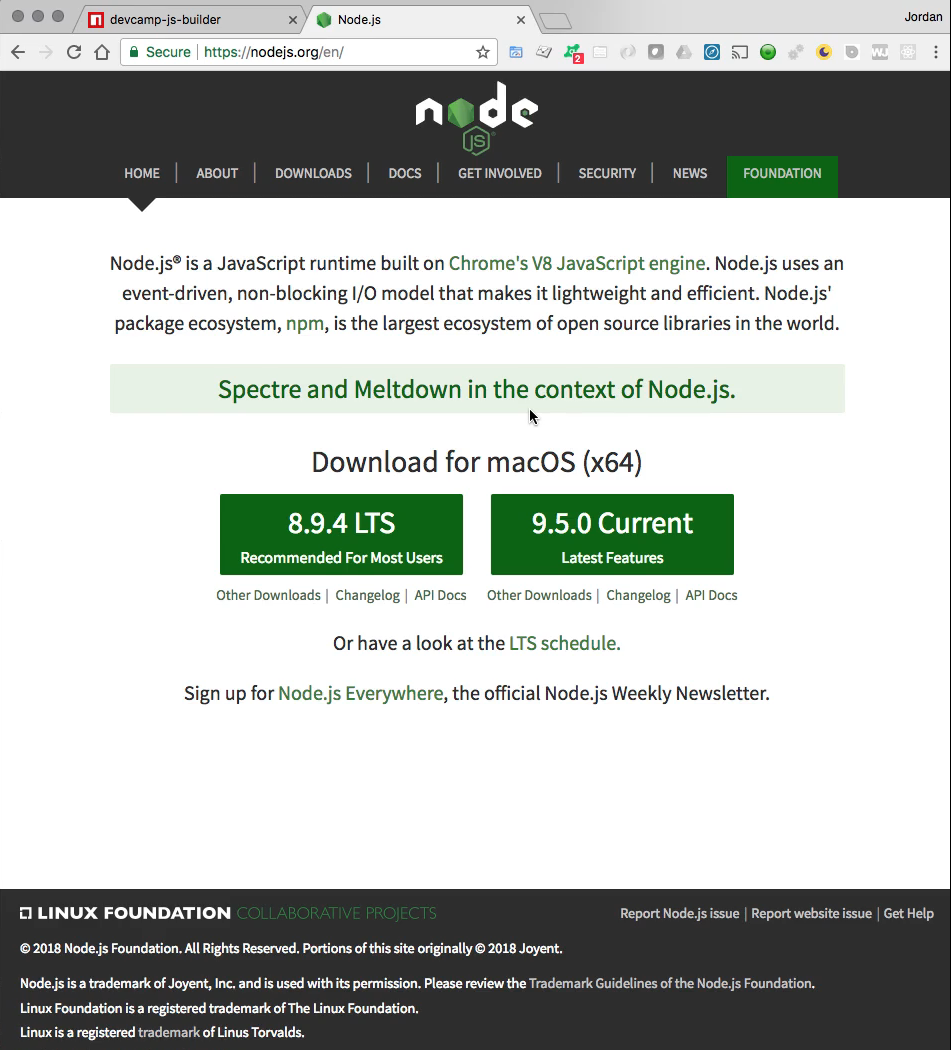 devcamp-js-builder
Node.js
Jordan
Secure
https://nodejs.org/en/
2
node
JS
HOME
ABOUT
DOWNLOADS
DOCS
GET INVOLVED
SECURITY
NEWS
FOUNDATION
Node.js® is a JavaScript runtime built on Chrome's V8 JavaScript engine. Node.js uses an
event-driven, non-blocking I/O model that makes it lightweight and efficient. Node.js'
package ecosystem, npm, is the largest ecosystem of open source libraries in the world.
Spectre and Meltdown in the context of Node.js.
Download for macOS (x64)
8.9.4 LTS
Recommended For Most Users
9.5.0 Current
Latest Features
Other Downloads | Changelog | API Docs
Other Downloads | Changelog | API Docs
Or have a look at the LTS schedule.
Sign up for Node.js Everywhere, the official Node.js Weekly Newsletter.
LINUX FOUNDATION COLLABORATIVE PROJECTS
Report Node.js issue | Report website issue | Get Help
© 2018 Node.js Foundation. All Rights Reserved. Portions of this site originally © 2018 Joyent.
Node.js is a trademark of Joyent, Inc. and is used with its permission. Please review the Trademark Guidelines of the Node.js Foundation.
Linux Foundation is a registered trademark of The Linux Foundation.
Linux is a registered trademark of Linus Torvalds.